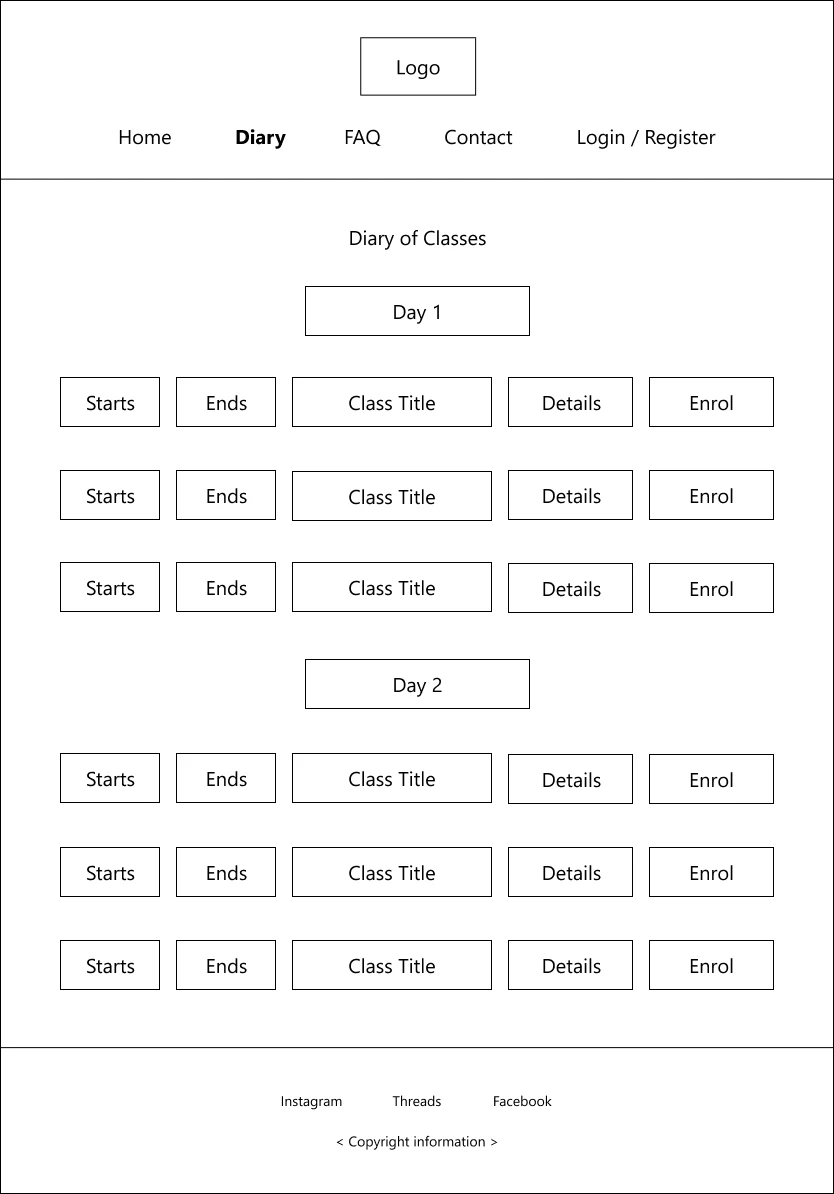 Logo
Home Diary FAQ Contact Login / Register
Diary of Classes
Day 1
Starts Ends Class Title Details Enrol
Starts Ends Class Title Details Enrol
Starts Ends Class Title Details Enrol
Day 2
Starts Ends Class Title Details Enrol
Starts Ends Class Title Details Enrol
Starts Ends Class Title Details Enrol
Instagram Threads Facebook
< Copyright information >